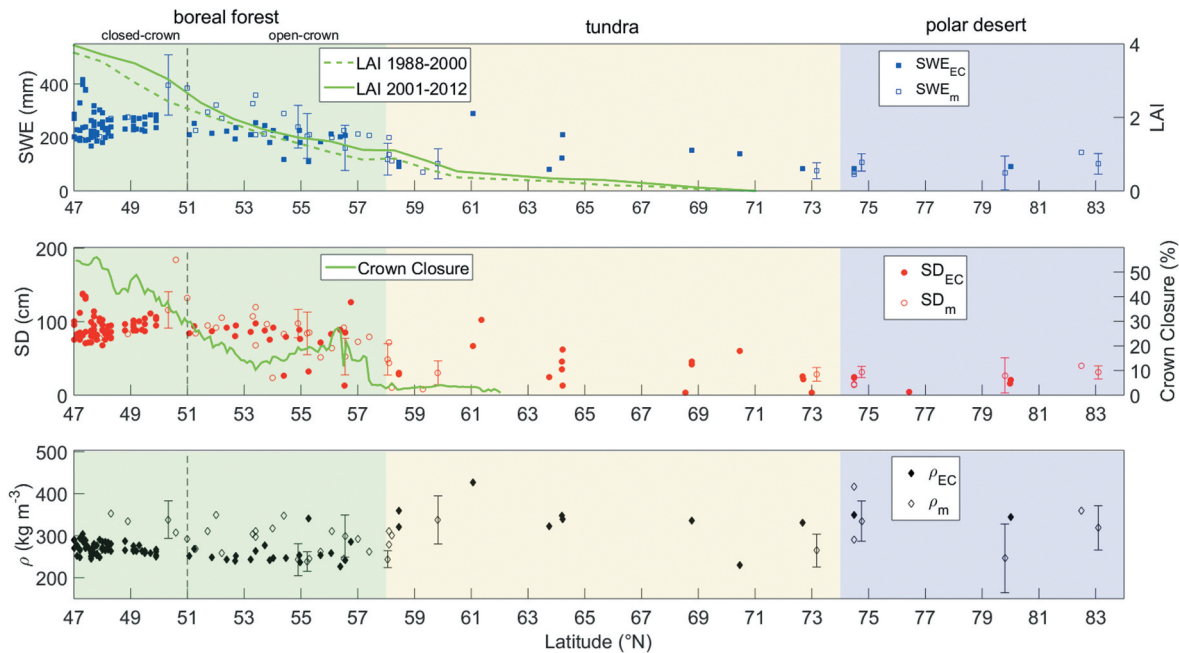 boreal forest tundra polar desert
closed-crown open-crown
SWE (mm)
400
200
0
LAI 1988-2000
LAI 2001-2012
SWE_EC
SWE_m
4
2
0
LAI
47 49 51 53 55 57 59 61 63 65 67 69 71 73 75 77 79 81 83
SD (cm)
200
100
0
Crown Closure
SD_EC
SD_m
50
40
30
20
10
0
Crown Closure (%)
47 49 51 53 55 57 59 61 63 65 67 69 71 73 75 77 79 81 83
ρ (kg m⁻³)
500
400
300
200
ρ_EC
ρ_m
47 49 51 53 55 57 59 61 63 65 67 69 71 73 75 77 79 81 83
Latitude (°N)